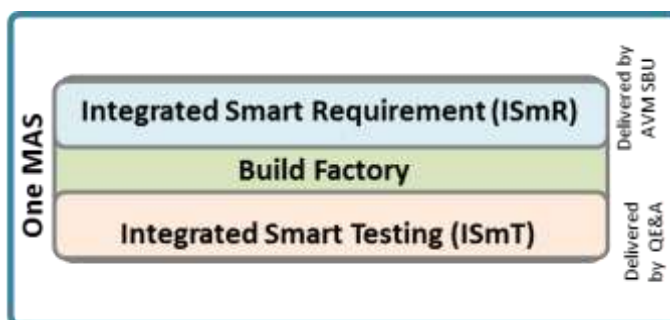 One MAS
Integrated Smart Requirement (ISmR)
Build Factory
Integrated Smart Testing (ISmT)
Delivered by
AVM SBU
Delivered
by QE&A